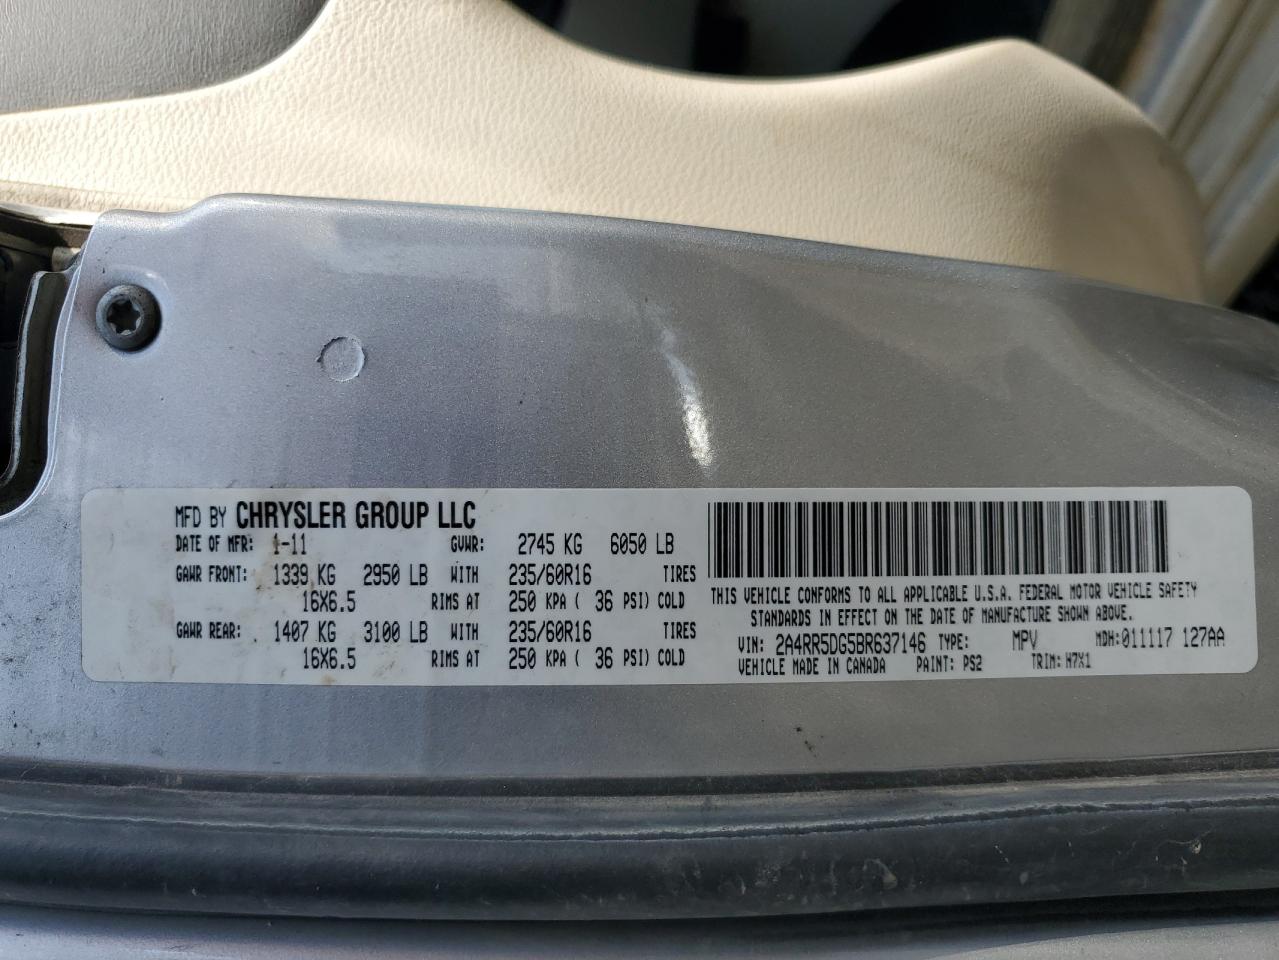 MFD BY CHRYSLER GROUP LLC
DATE OF MFR: 1-11 GVWR: 2745 KG 6050 LB
GAWR FRONT: 1339 KG 2950 LB WITH 235/60R16 TIRES
16X6.5 RIMS AT 250 KPA ( 36 PSI) COLD
GAWR REAR: 1407 KG 3100 LB WITH 235/60R16 TIRES
16X6.5 RIMS AT 250 KPA ( 36 PSI) COLD
THIS VEHICLE CONFORMS TO ALL APPLICABLE U.S.A. FEDERAL MOTOR VEHICLE SAFETY
STANDARDS IN EFFECT ON THE DATE OF MANUFACTURE SHOWN ABOVE.
VIN: 2A4RR5DG5BR637146 TYPE: MPV MDH: 011117 127AA
VEHICLE MADE IN CANADA PAINT: PS2 TRIM: H7X1